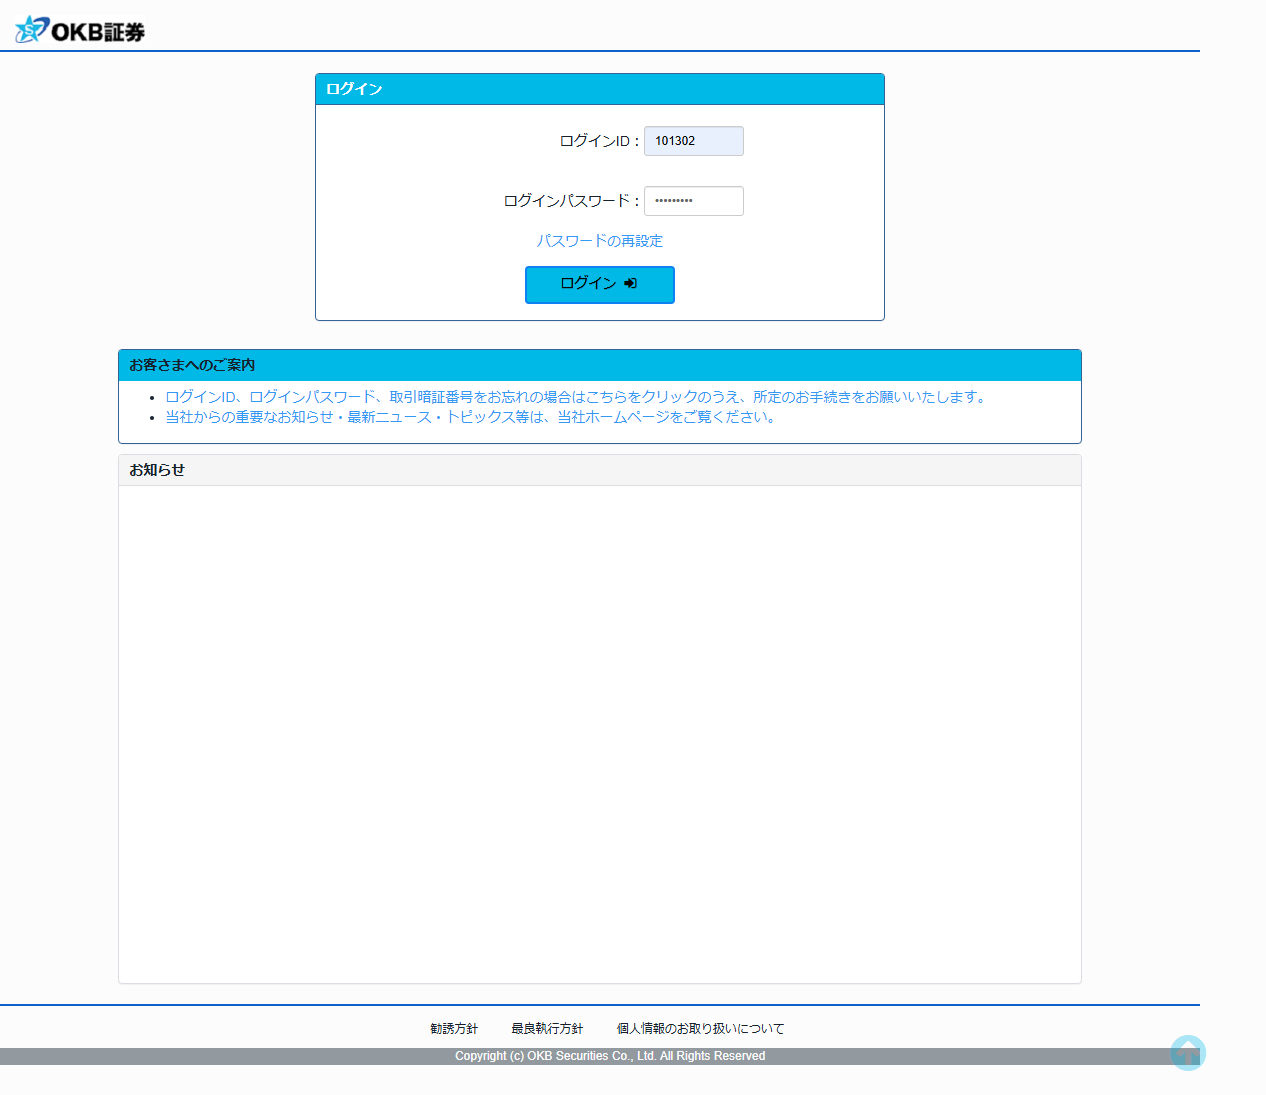 OKB証券
ログイン
ログインID：101302
ログインパスワード：•••••••••
パスワードの再設定
ログイン
お客さまへのご案内
• ログインID、ログインパスワード、取引暗証番号をお忘れの場合はこちらをクリックのうえ、所定のお手続きをお願いいたします。
• 当社からの重要なお知らせ・最新ニュース・トピックス等は、当社ホームページをご覧ください。
お知らせ
勧誘方針 最良執行方針 個人情報のお取り扱いについて
Copyright (c) OKB Securities Co., Ltd. All Rights Reserved